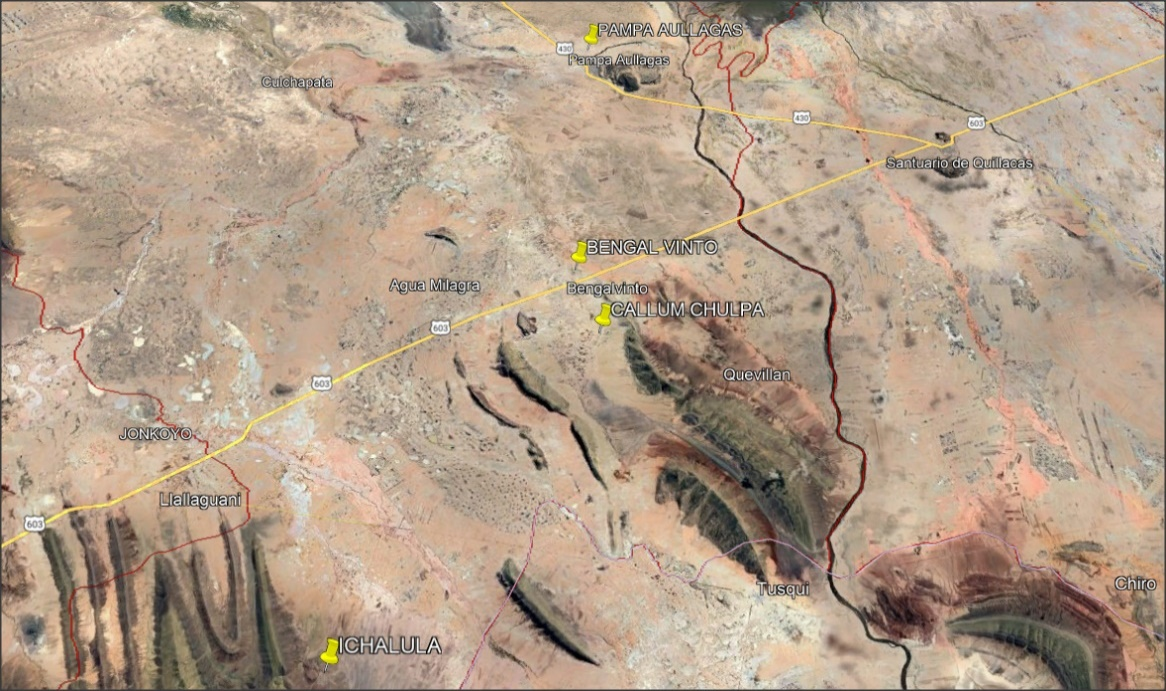 PAMPA AULLAGAS
430
Pampa Aullagas
Culchapata
430
603
Santuario de Quillacas
BENGAL VINTO
Agua Milagra
Bengalvinto
CALLUM CHULPA
603
Quevillan
603
JONKOYO
Llallaguani
603
Tusqui
Chiro
ICHALULA